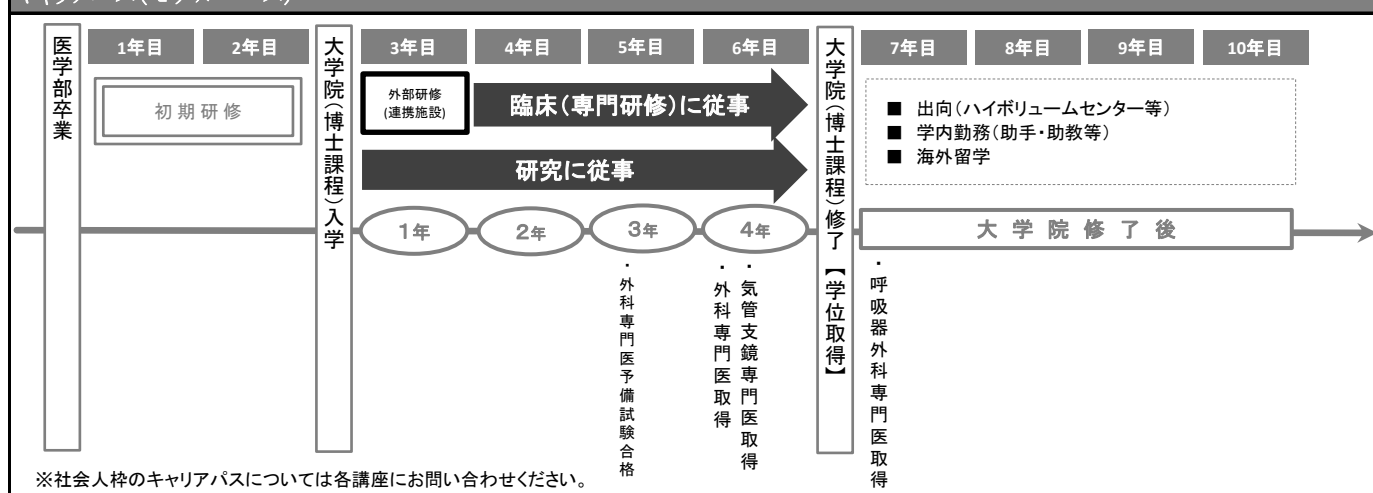 医学部卒業
1年目
2年目
初期研修
大学院(博士課程)入学
3年目
4年目
5年目
6年目
外部研修
(連携施設)
臨床(専門研修)に従事
研究に従事
1年
2年
3年
4年
・外科専門医予備試験合格
・外科専門医取得
・気管支鏡専門医取得
大学院(博士課程)修了【学位取得】
7年目
8年目
9年目
10年目
■ 出向(ハイボリュームセンター等)
■ 学内勤務(助手・助教等)
■ 海外留学
大学院修了後
・呼吸器外科専門医取得
※社会人枠のキャリアパスについては各講座にお問い合わせください。